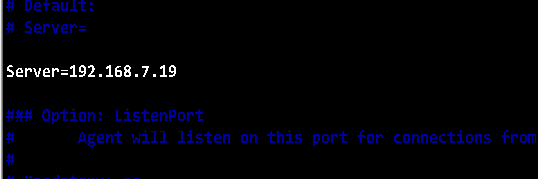 # Default:
# Server=
Server=192.168.7.19
### Option: ListenPort
#       Agent will listen on this port for connections from
#
#